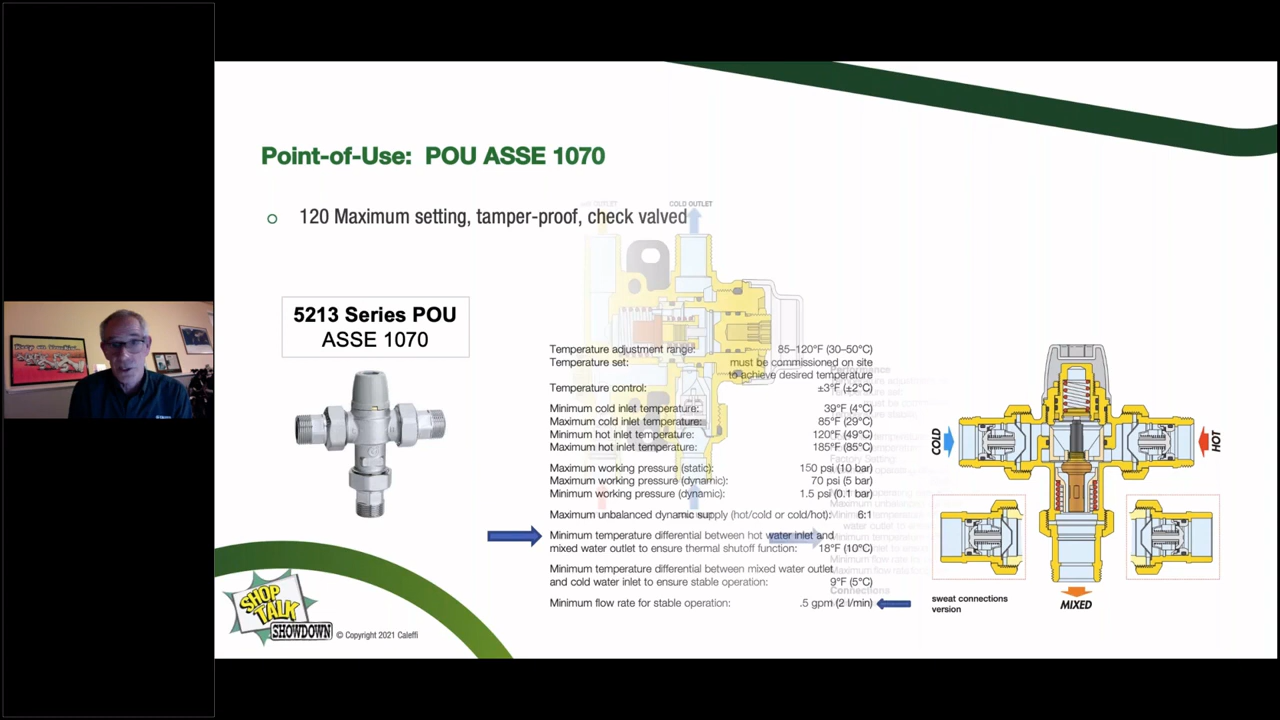 Point-of-Use: POU ASSE 1070
COLD OUTLET
120 Maximum setting, tamper-proof, check valved
5213 Series POU
ASSE 1070
Temperature adjustment range: 85–120°F (30–50°C)
Temperature set: must be commissioned on site
to achieve desired temperature
Temperature control: ±3°F (±2°C)
Minimum cold inlet temperature: 39°F (4°C)
Maximum cold inlet temperature: 85°F (29°C)
Minimum hot inlet temperature: 120°F (49°C)
Maximum hot inlet temperature: 185°F (85°C)
Maximum working pressure (static): 150 psi (10 bar)
Maximum working pressure (dynamic): 70 psi (5 bar)
Minimum working pressure (dynamic): 1.5 psi (0.1 bar)
Maximum unbalanced dynamic supply (hot/cold or cold/hot): 6:1
Minimum temperature differential between hot water inlet and
mixed water outlet to ensure thermal shutoff function: 18°F (10°C)
Minimum temperature differential between mixed water outlet
and cold water inlet to ensure stable operation: 9°F (5°C)
Connections
Minimum flow rate for stable operation: .5 gpm (2 l/min)
COLD
HOT
MIXED
sweat connections
version
SHOP
TALK
SHOWDOWN
© Copyright 2021 Caleffi